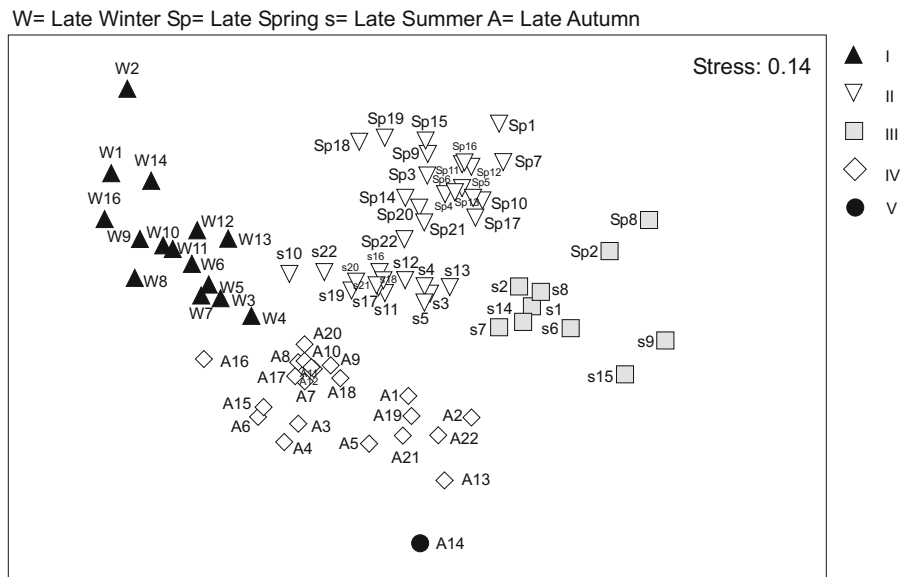 W= Late Winter Sp= Late Spring s= Late Summer A= Late Autumn
Stress: 0.14
I
II
III
IV
V
W2
W1
W14
W16
W12
W9
W10
W11
W13
W6
W8
W5
W7
W3
W4
Sp18
Sp19
Sp15
Sp1
Sp9
Sp16
Sp7
Sp3
Sp11
Sp12
Sp6
Sp5
Sp14
Sp4
Sp13
Sp10
Sp20
Sp21
Sp17
Sp22
Sp8
Sp2
s10
s22
s20
s16
s12
s4
s13
s19
s21
s18
s17
s11
s3
s5
s2
s8
s14
s1
s7
s6
s9
s15
A20
A16
A8
A10
A9
A17
A11
A12
A18
A7
A1
A15
A6
A3
A19
A2
A4
A5
A21
A22
A13
A14